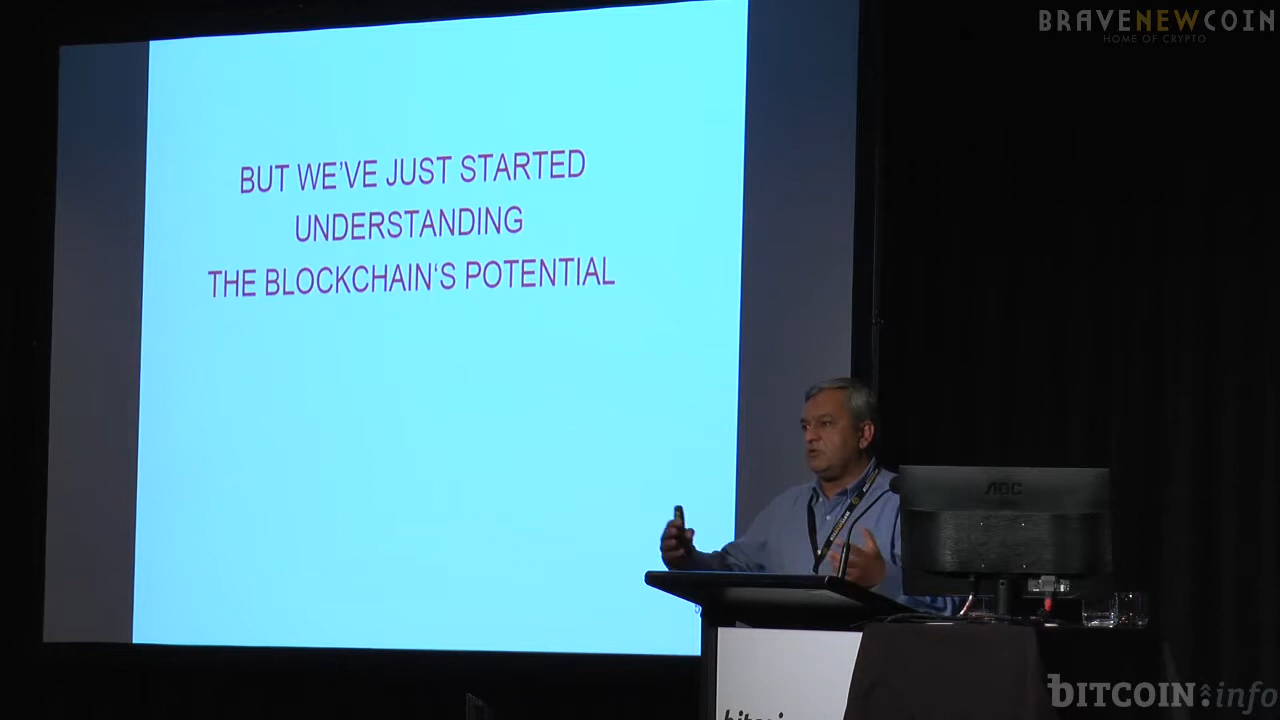 BRAVENEWCOIN
HOME OF CRYPTO
BUT WE'VE JUST STARTED
UNDERSTANDING
THE BLOCKCHAIN‘S POTENTIAL
AOC
BITCOIN info